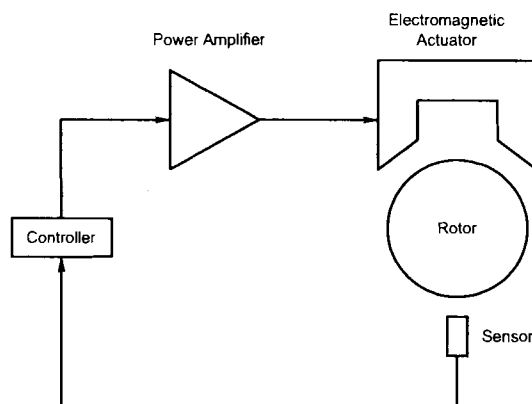 Electromagnetic
Actuator
Power Amplifier
Controller
Rotor
Sensor